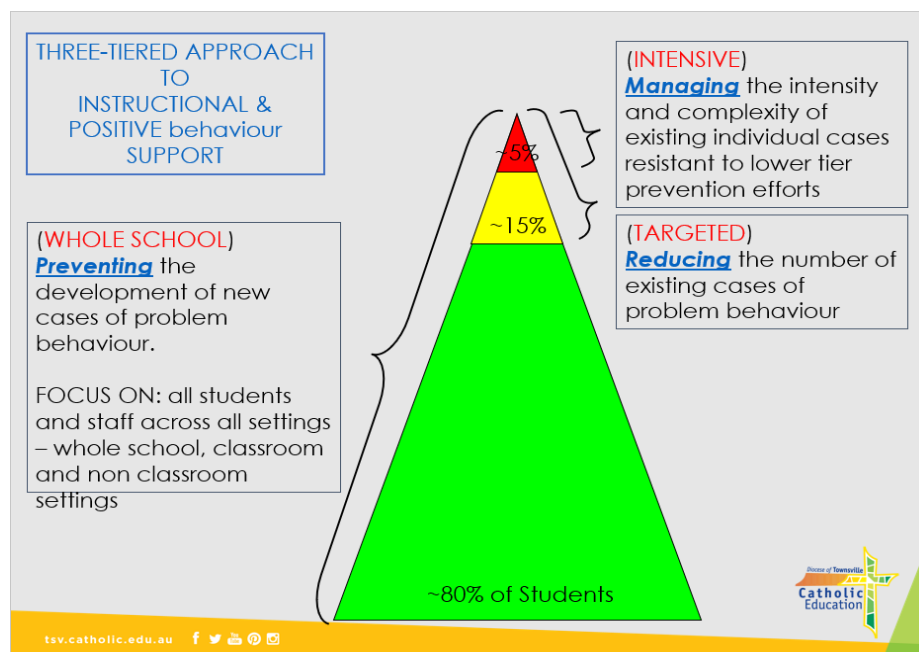 THREE-TIERED APPROACH
TO
INSTRUCTIONAL &
POSITIVE behaviour
SUPPORT
(INTENSIVE)
Managing the intensity
and complexity of
existing individual cases
resistant to lower tier
prevention efforts
~5%
~15%
(TARGETED)
Reducing the number of
existing cases of
problem behaviour
(WHOLE SCHOOL)
Preventing the
development of new
cases of problem
behaviour.
FOCUS ON: all students
and staff across all settings
– whole school, classroom
and non classroom
settings
~80% of Students
Diocese of Townsville
Catholic
Education
tsv.catholic.edu.au